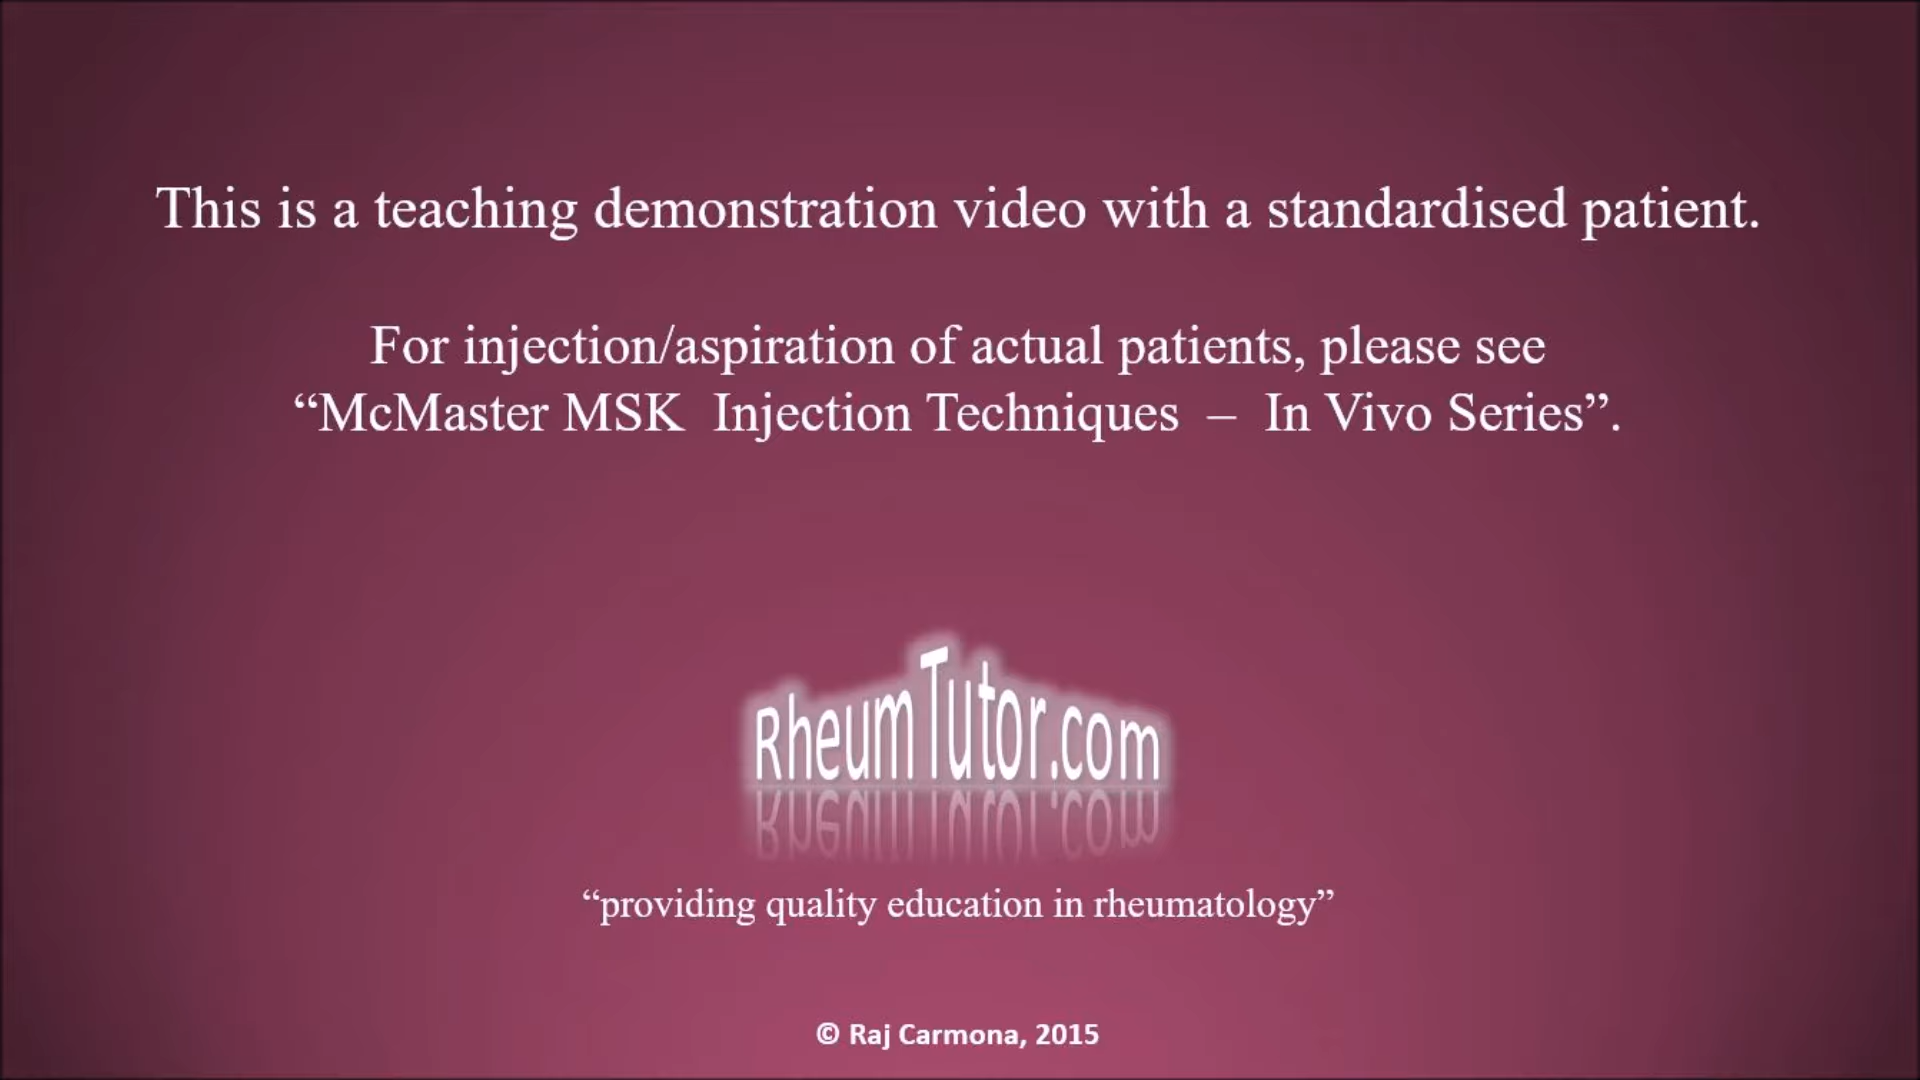 This is a teaching demonstration video with a standardised patient.
For injection/aspiration of actual patients, please see
“McMaster MSK Injection Techniques – In Vivo Series”.
RheumTutor.com
“providing quality education in rheumatology”
© Raj Carmona, 2015